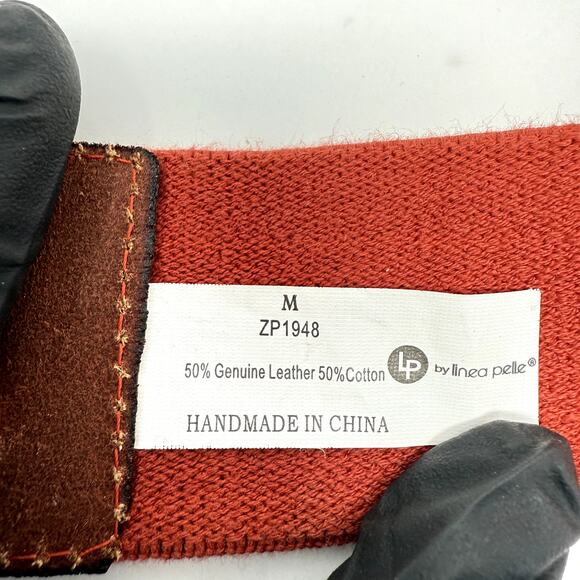 M
ZP1948
50% Genuine Leather 50%Cotton LP by linea pelle®
HANDMADE IN CHINA